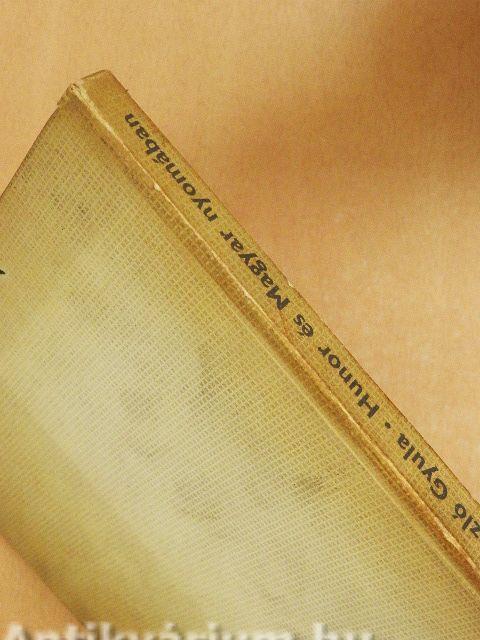 zló Gyula - Hunor és Magyar nyomában
Antikvárium.hu